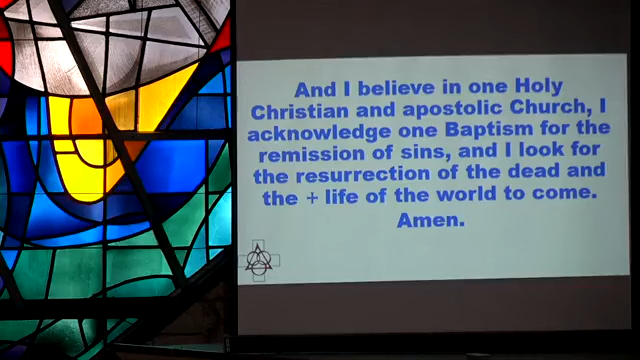 And I believe in one Holy
Christian and apostolic Church, I
acknowledge one Baptism for the
remission of sins, and I look for
the resurrection of the dead and
the + life of the world to come.
Amen.